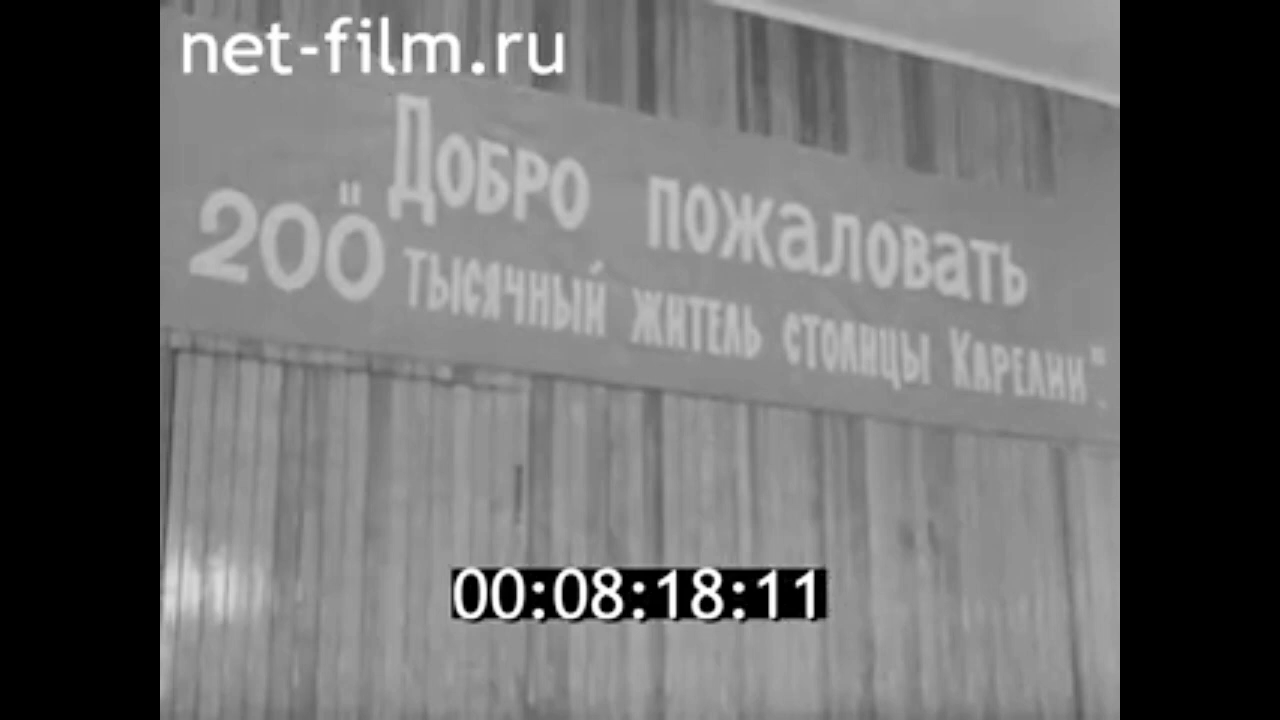 net-film.ru
Добро пожаловать
"200 тысячный житель столицы Карелии".
00:08:18:11